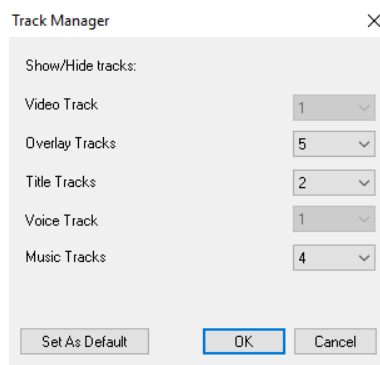 Track Manager
Show/Hide tracks:
Video Track 1
Overlay Tracks 5
Title Tracks 2
Voice Track 1
Music Tracks 4
Set As Default OK Cancel